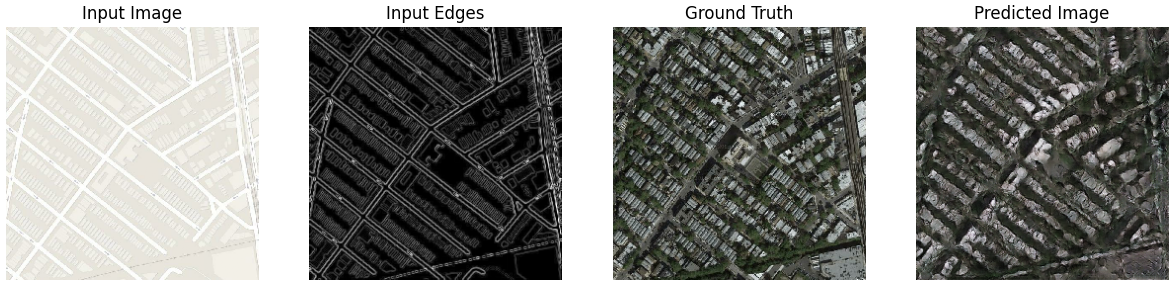 Input Image
Input Edges
Ground Truth
Predicted Image